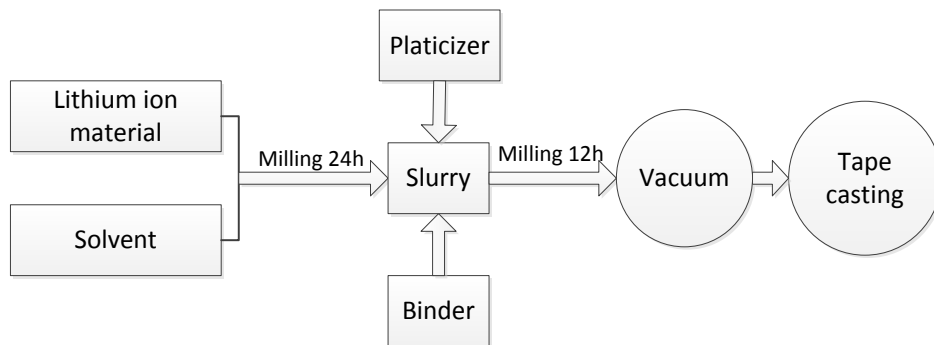 Platicizer
Lithium ion
material
Milling 24h
Slurry
Milling 12h
Vacuum
Tape
casting
Solvent
Binder